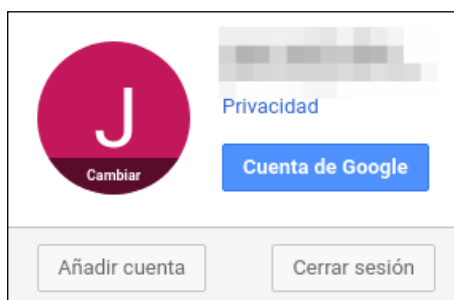 J
Cambiar
Privacidad
Cuenta de Google
Añadir cuenta
Cerrar sesión